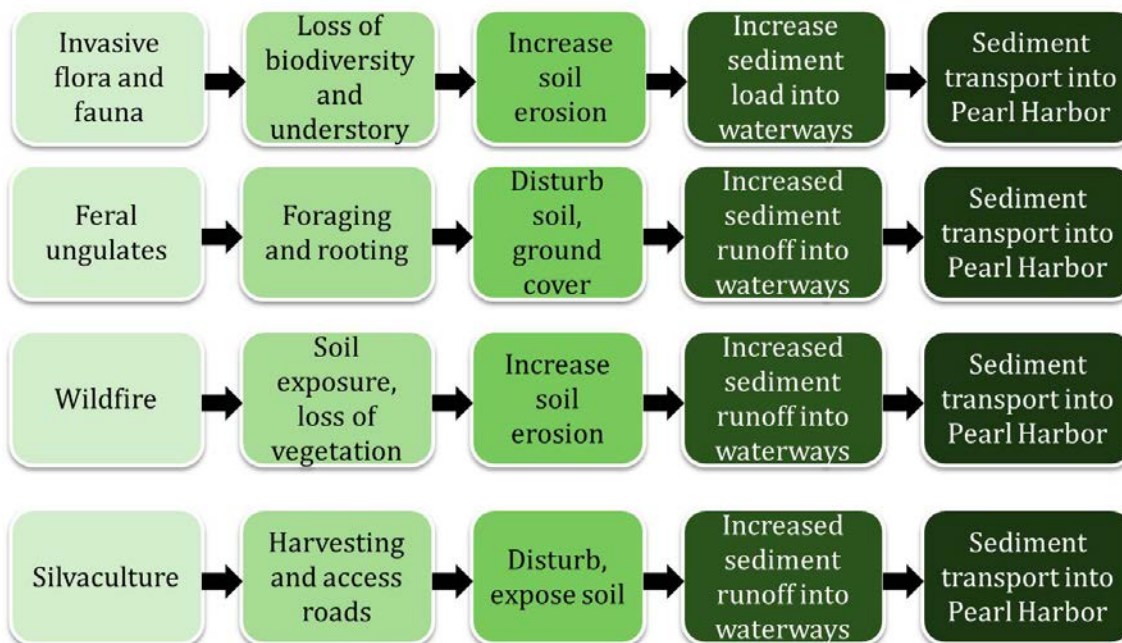 Invasive
flora and
fauna
Loss of
biodiversity
and
understory
Increase
soil
erosion
Increase
sediment
load into
waterways
Sediment
transport into
Pearl Harbor
Feral
ungulates
Foraging
and rooting
Disturb
soil,
ground
cover
Increased
sediment
runoff into
waterways
Sediment
transport into
Pearl Harbor
Wildfire
Soil
exposure,
loss of
vegetation
Increase
soil
erosion
Increased
sediment
runoff into
waterways
Sediment
transport into
Pearl Harbor
Silvaculture
Harvesting
and access
roads
Disturb,
expose soil
Increased
sediment
runoff into
waterways
Sediment
transport into
Pearl Harbor